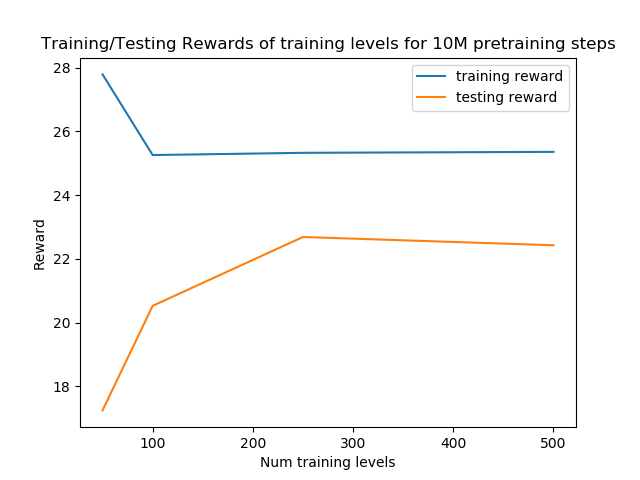 Training/Testing Rewards of training levels for 10M pretraining steps
training reward
testing reward
Reward
28
26
24
22
20
18
100
200
300
400
500
Num training levels